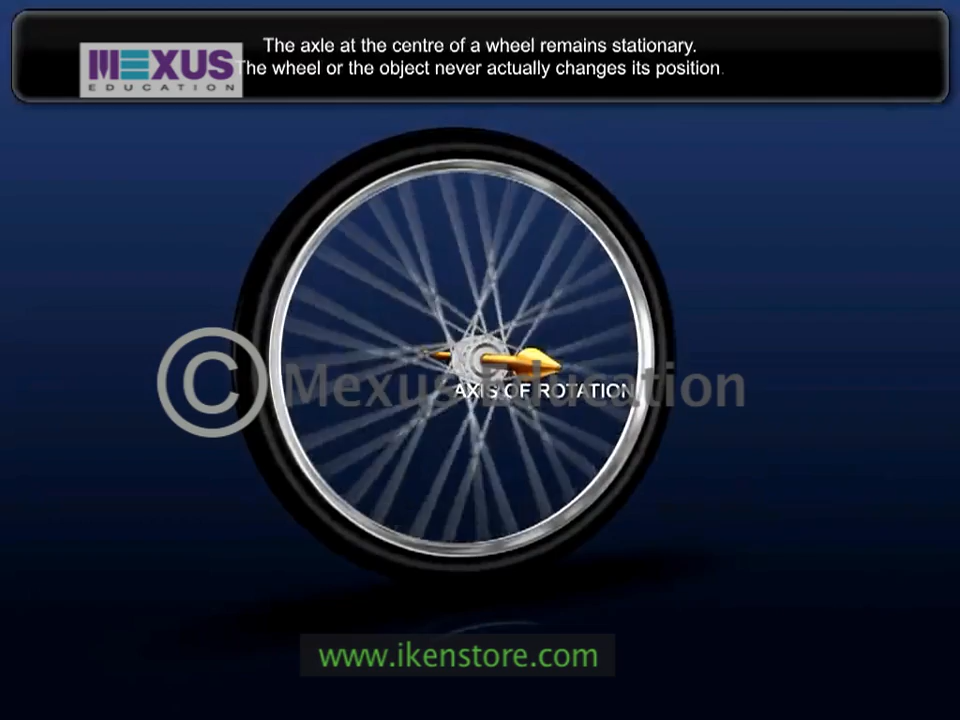 The axle at the centre of a wheel remains stationary.
The wheel or the object never actually changes its position.
MEXUS
EDUCATION
© Mexus Education
AXIS OF ROTATION
www.ikenstore.com